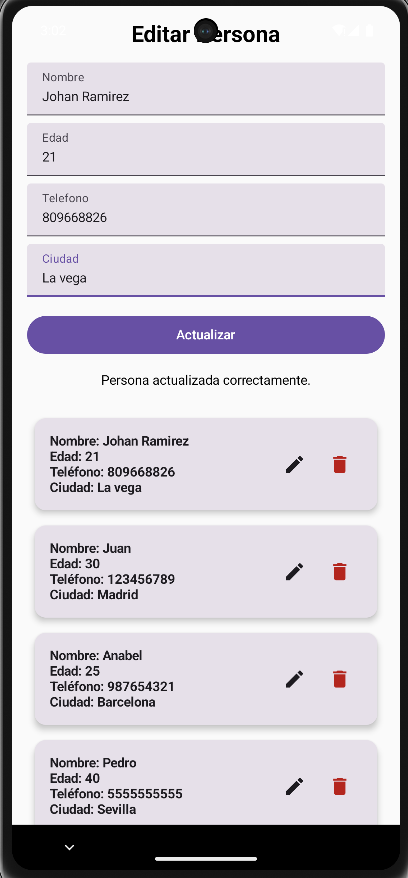 Editar Persona
Nombre
Johan Ramirez
Edad
21
Telefono
809668826
Ciudad
La vega
Actualizar
Persona actualizada correctamente.
Nombre: Johan Ramirez
Edad: 21
Teléfono: 809668826
Ciudad: La vega
Nombre: Juan
Edad: 30
Teléfono: 123456789
Ciudad: Madrid
Nombre: Anabel
Edad: 25
Teléfono: 987654321
Ciudad: Barcelona
Nombre: Pedro
Edad: 40
Teléfono: 5555555555
Ciudad: Sevilla